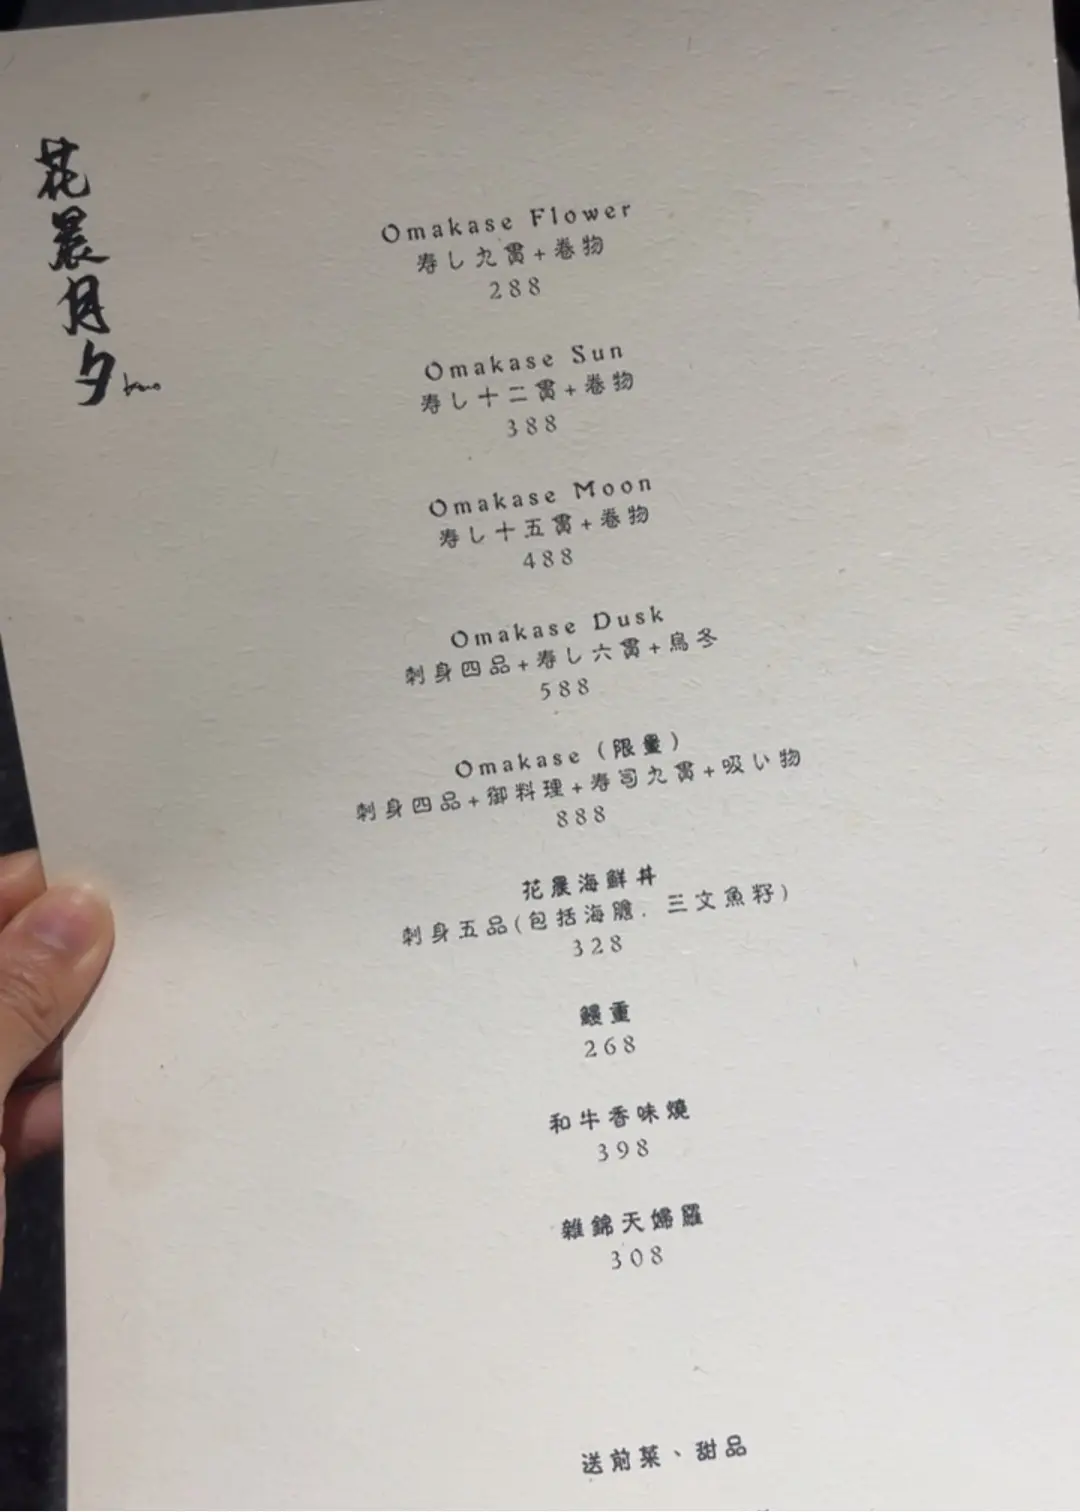 花晨月夕
Omakase Flower
寿し九貫+卷物
288
Omakase Sun
寿し十二貫+卷物
388
Omakase Moon
寿し十五貫+卷物
488
Omakase Dusk
刺身四品+寿し六貫+烏冬
588
Omakase (限量)
刺身四品+御料理+寿司九貫+吸い物
888
花晨海鮮丼
刺身五品(包括海膽．三文魚籽)
328
鰻重
268
和牛香味燒
398
雜錦天婦羅
308
送前菜、甜品